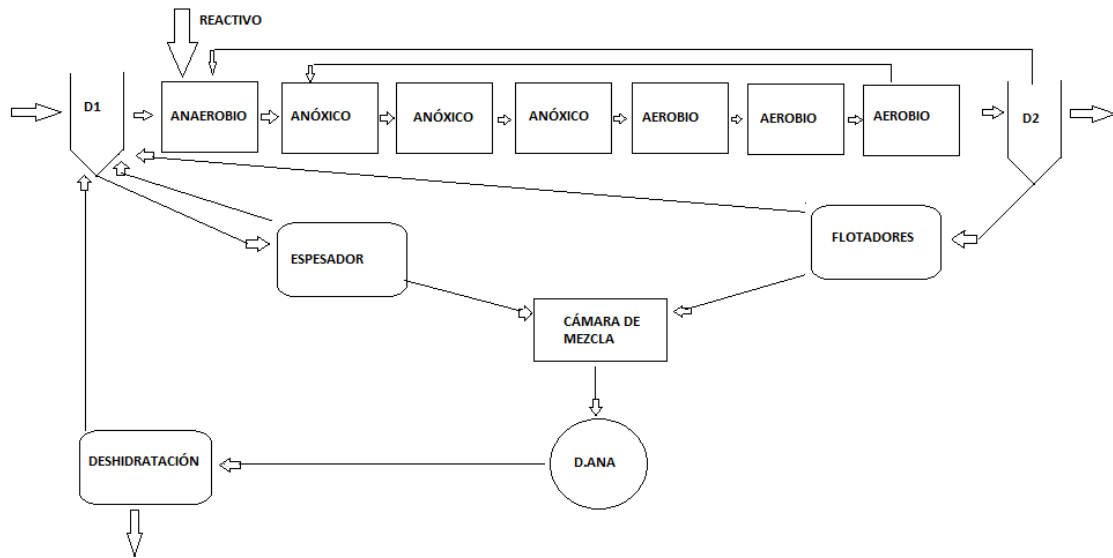 REACTIVO
D1
ANAEROBIO
ANÓXICO
ANÓXICO
ANÓXICO
AEROBIO
AEROBIO
AEROBIO
D2
ESPESADOR
FLOTADORES
CÁMARA DE
MEZCLA
DESHIDRATACIÓN
D.ANA